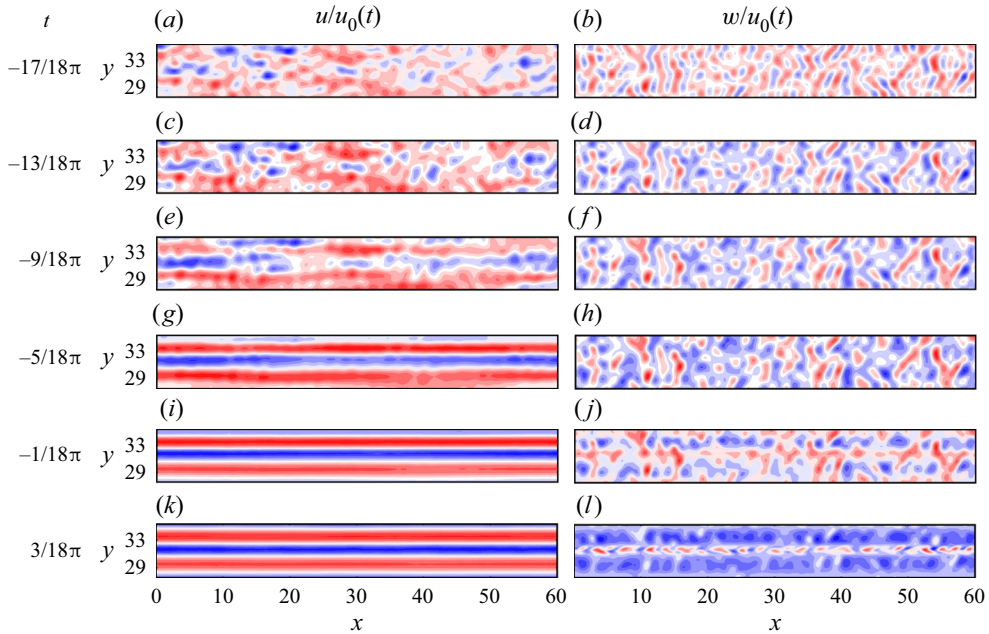 t (a) u/u0(t) (b) w/u0(t)
–17/18π y 33 29
(c) (d)
–13/18π y 33 29
(e) (f)
–9/18π y 33 29
(g) (h)
–5/18π y 33 29
(i) (j)
–1/18π y 33 29
(k) (l)
3/18π y 33 29
0 10 20 30 40 50 60 10 20 30 40 50 60
x x